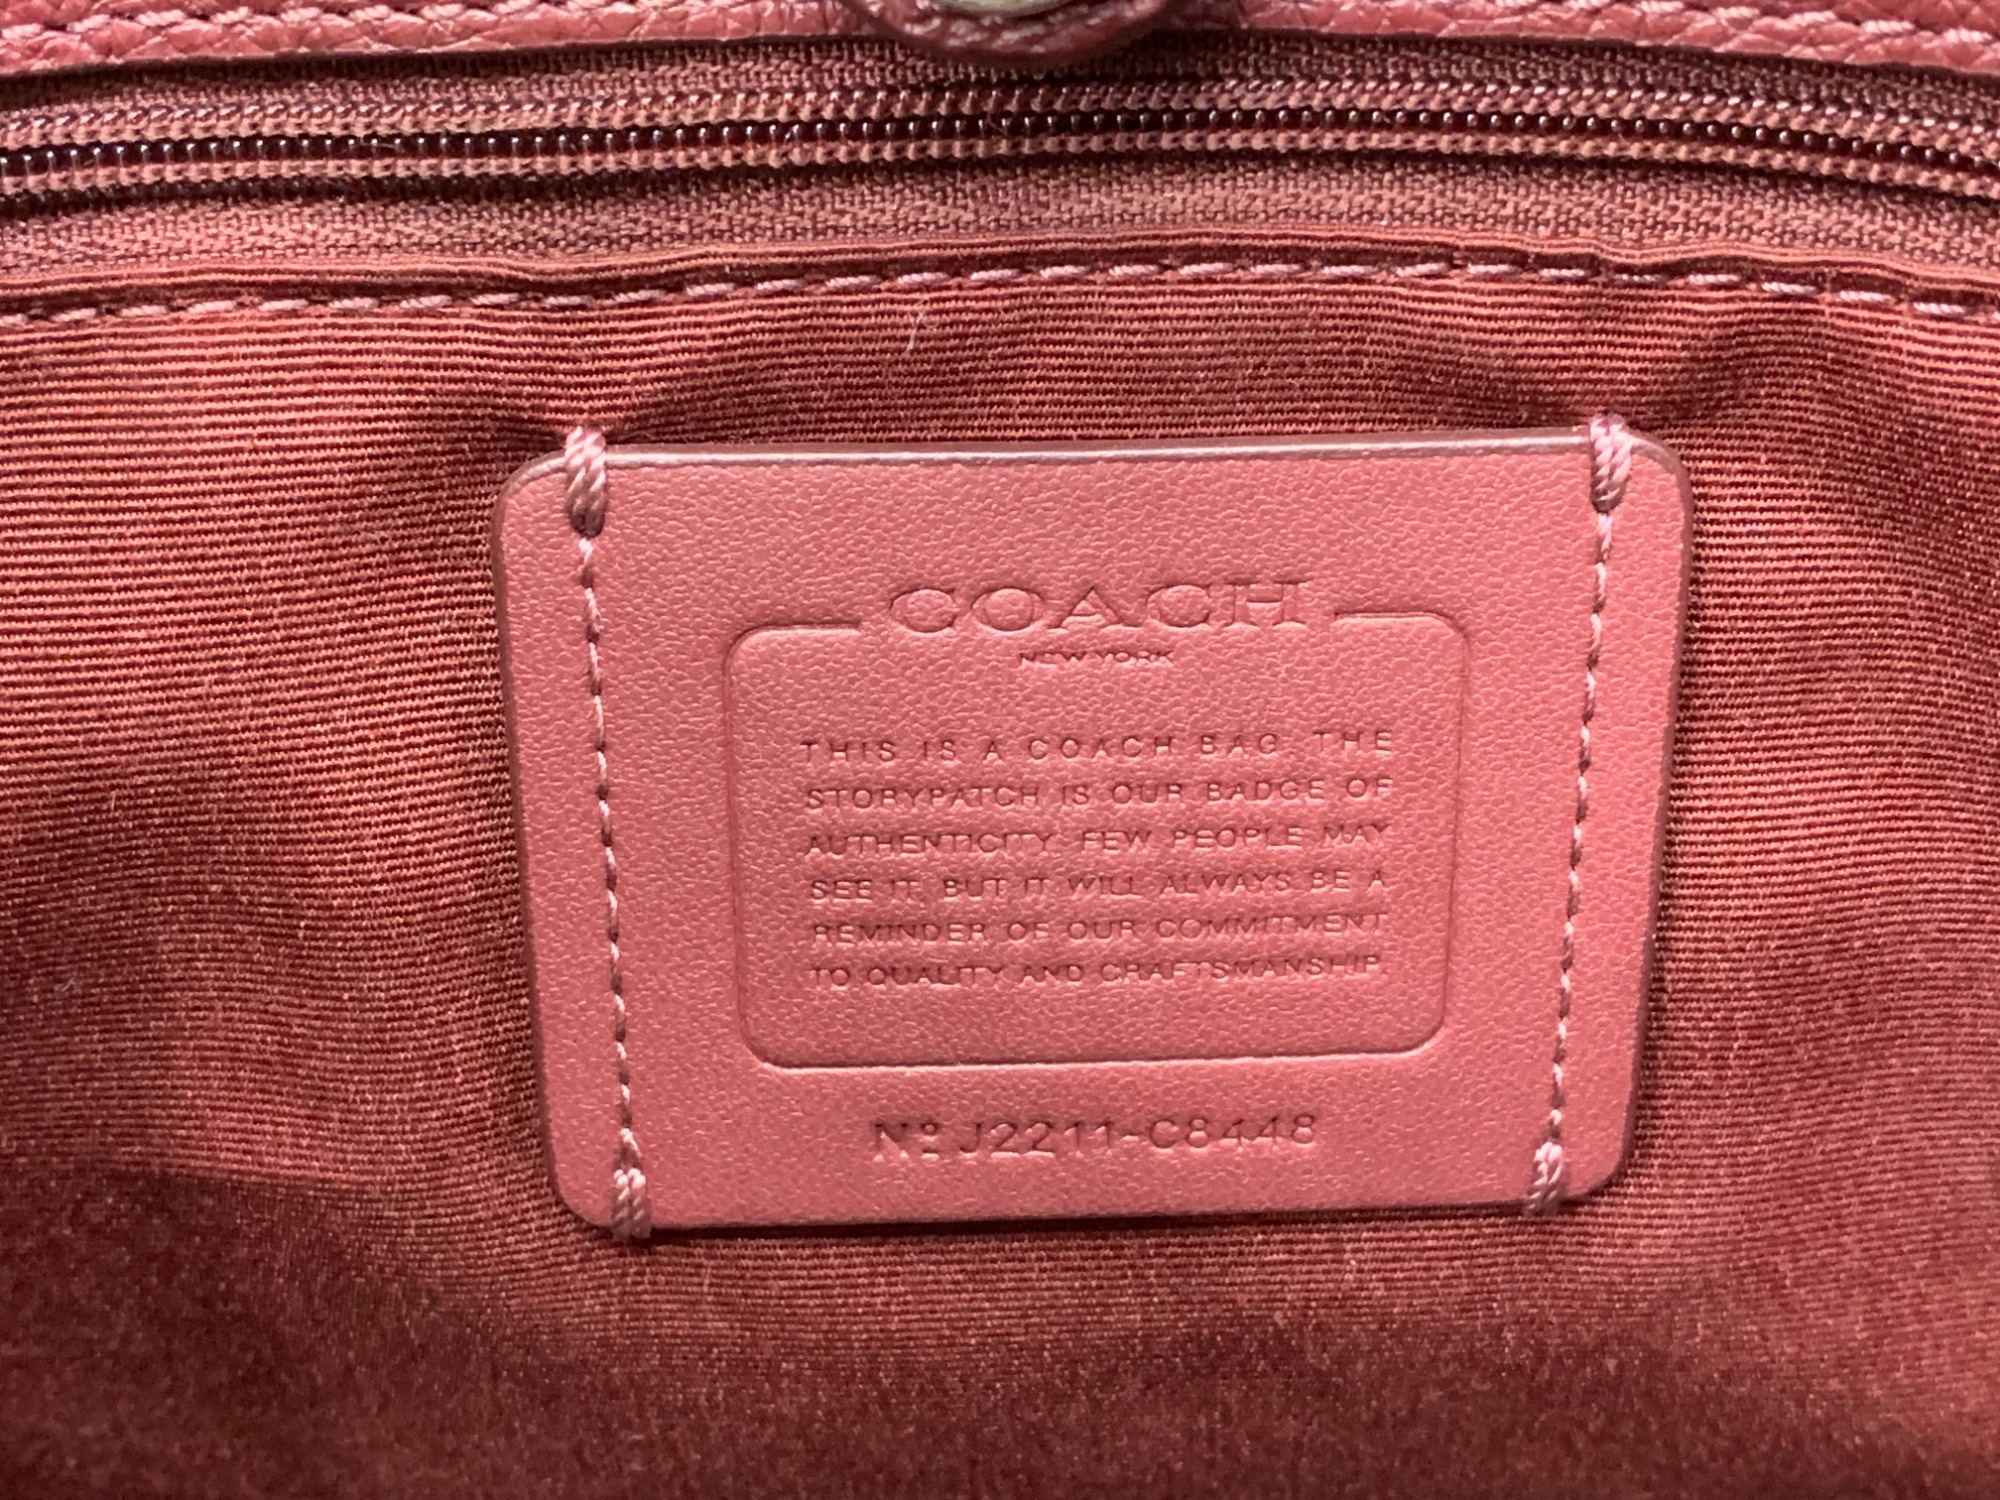 COACH
NEW YORK
THIS IS A COACH BAG. THE
STORYPATCH IS OUR BADGE OF
AUTHENTICITY. FEW PEOPLE MAY
SEE IT, BUT IT WILL ALWAYS BE A
REMINDER OF OUR COMMITMENT
TO QUALITY AND CRAFTSMANSHIP.
Nº J2211-C8448